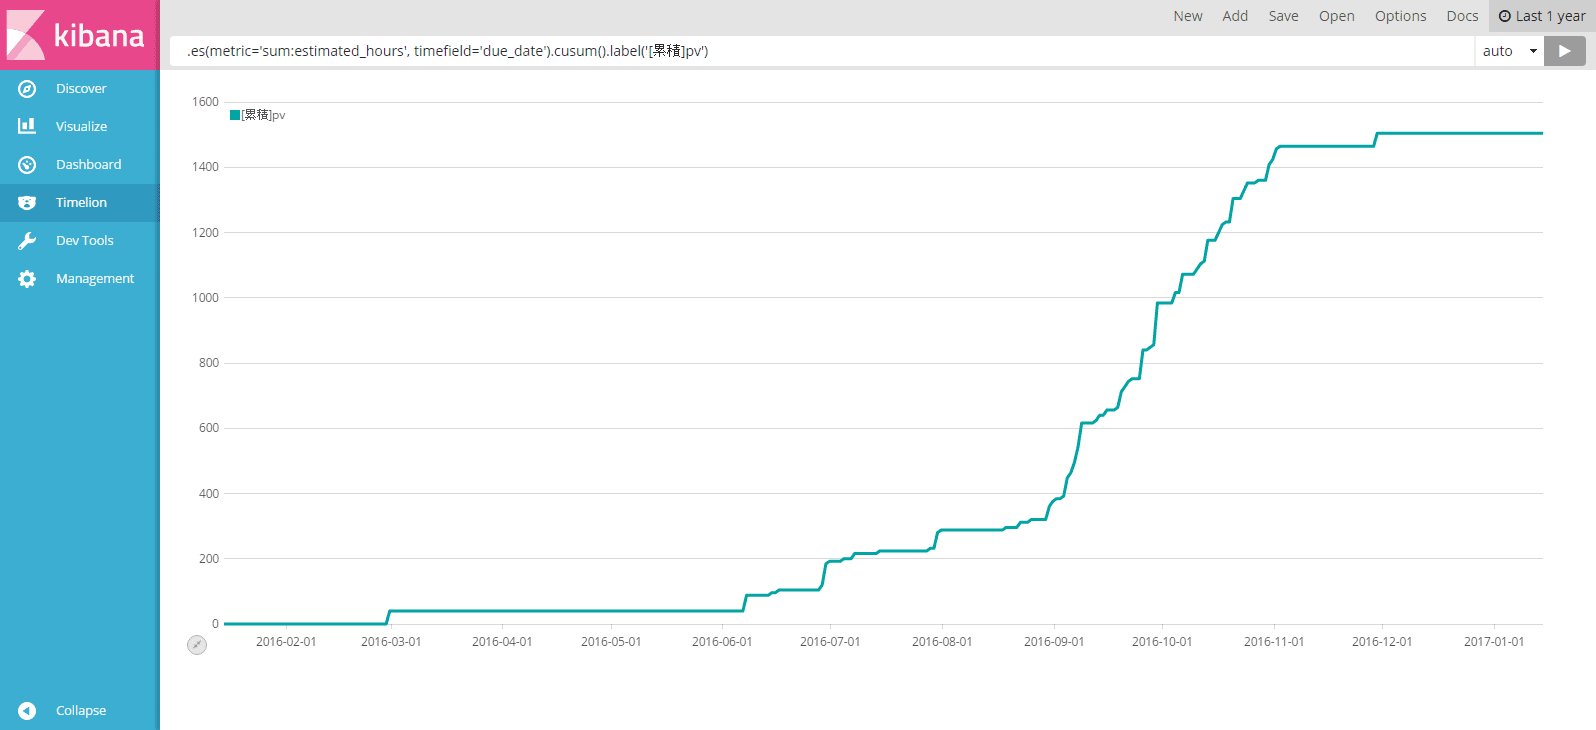 kibana
Discover
Visualize
Dashboard
Timelion
Dev Tools
Management
Collapse
New Add Save Open Options Docs Last 1 year
.es(metric='sum:estimated_hours', timefield='due_date').cusum().label('[累積]pv')
auto
[累積]pv
1600
1400
1200
1000
800
600
400
200
0
2016-02-01 2016-03-01 2016-04-01 2016-05-01 2016-06-01 2016-07-01 2016-08-01 2016-09-01 2016-10-01 2016-11-01 2016-12-01 2017-01-01